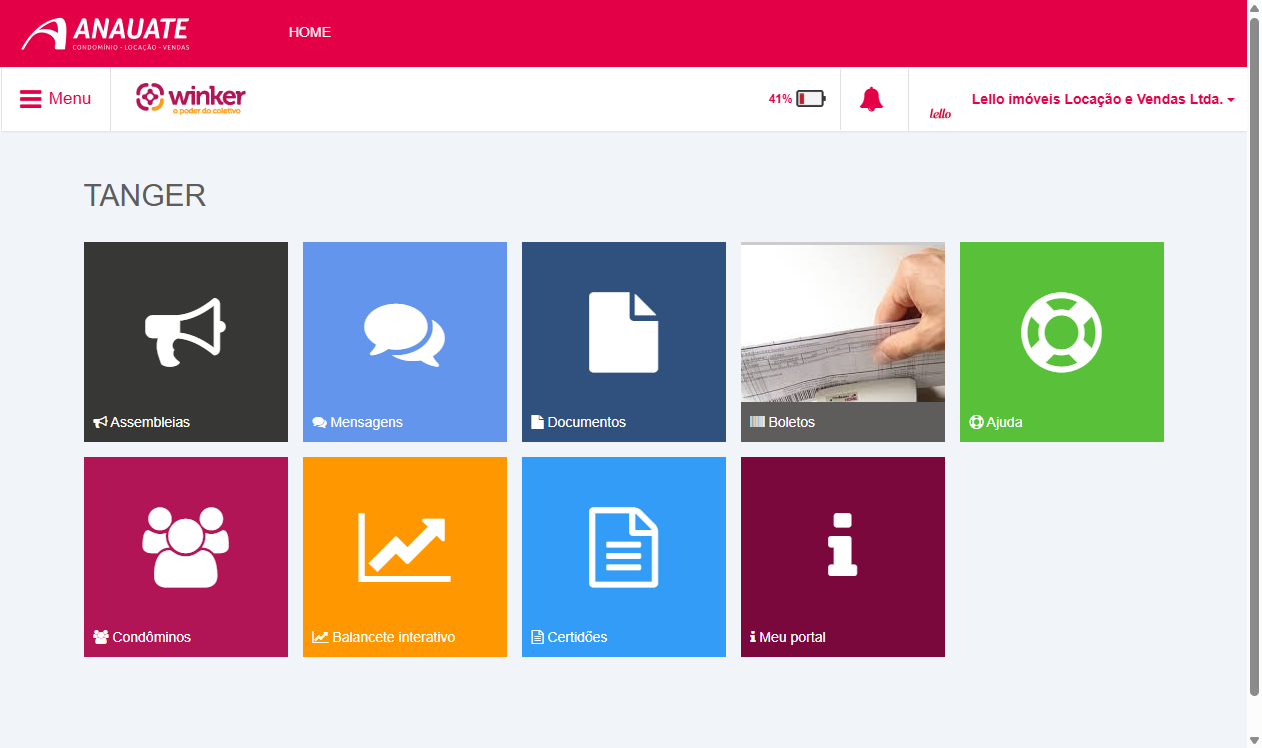 ANAUATE
CONDOMÍNIO • LOCAÇÃO • VENDAS
HOME
Menu
winker
o poder do coletivo
41%
lello
Lello imóveis Locação e Vendas Ltda.
TANGER
Assembleias
Mensagens
Documentos
Boletos
Ajuda
Condôminos
Balancete interativo
Certidões
Meu portal